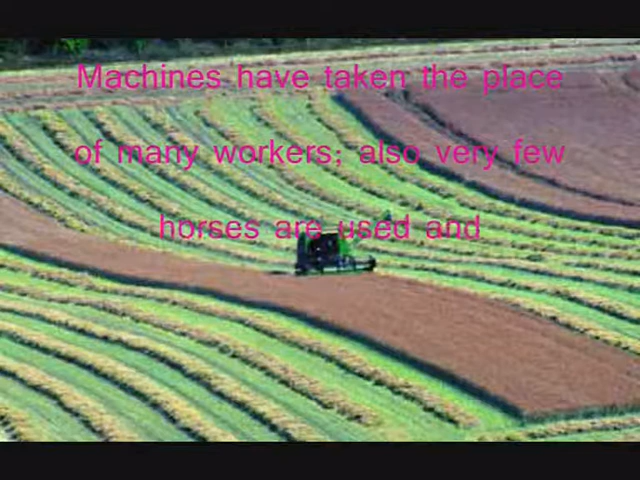 Machines have taken the place
of many workers; also very few
horses are used and